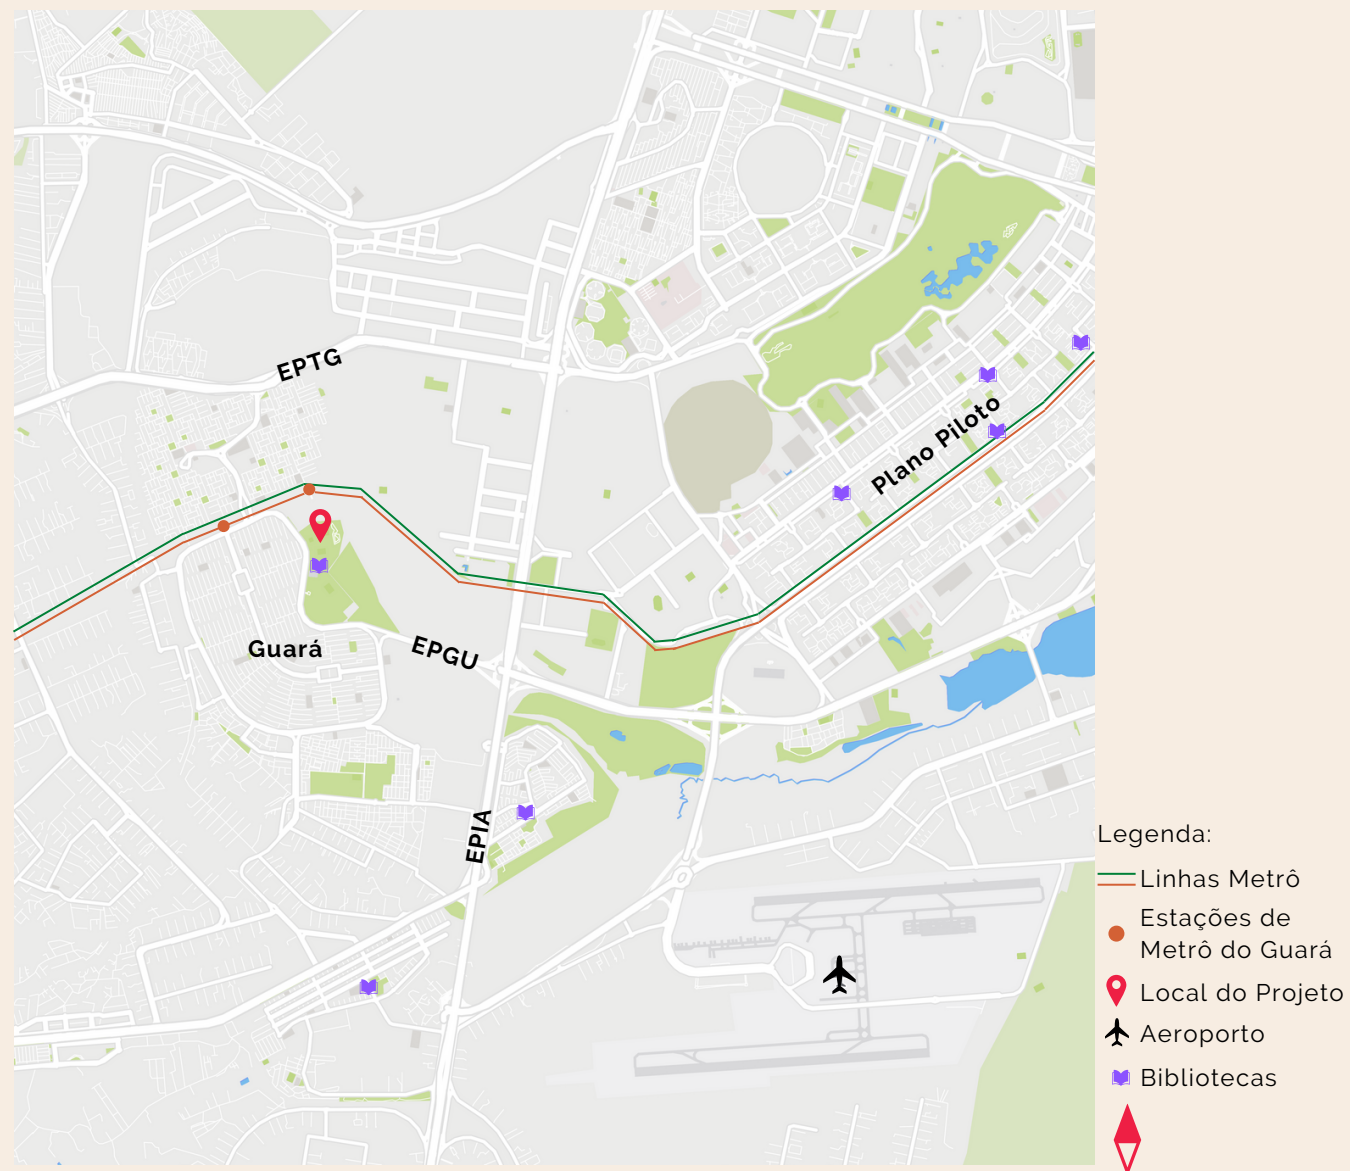 EPTG
Plano Piloto
Guará
EPGU
EPIA
Legenda:
Linhas Metrô
Estações de
Metrô do Guará
Local do Projeto
Aeroporto
Bibliotecas